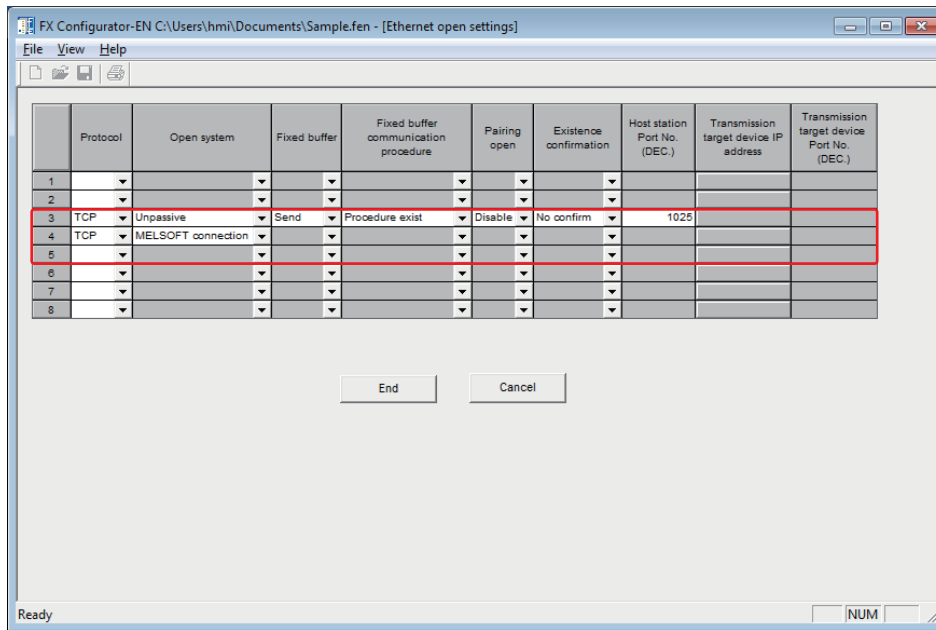 FX Configurator-EN C:\Users\hmi\Documents\Sample.fen - [Ethernet open settings]
File View Help
Protocol Open system Fixed buffer Fixed buffer communication procedure Pairing open Existence confirmation Host station Port No. (DEC.) Transmission target device IP address Transmission target device Port No. (DEC.)
1
2
3 TCP Unpassive Send Procedure exist Disable No confirm 1025
4 TCP MELSOFT connection
5
6
7
8
End Cancel
Ready NUM